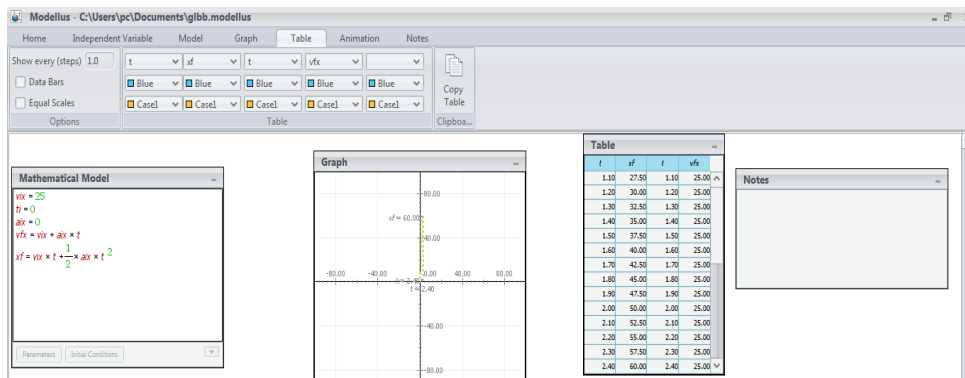 Modellus - C:\Users\pc\Documents\glbb.modellus
Home Independent Variable Model Graph Table Animation Notes
Show every (steps) 1.0 t xf t vfx
Data Bars Blue Blue Blue Blue Blue
Equal Scales Case1 Case1 Case1 Case1 Case1
Copy Table
Options Table Clipboa...
Mathematical Model
vix = 25
ti = 0
aix = 0
vfx = vix + aix × t
xf = vix × t + 1/2 × aix × t 2
Parameters Initial Conditions
Graph
80.00
xf = 60.00
40.00
-80.00 -40.00 0.00 40.00 80.00
t = 2.40
-40.00
-80.00
Table
t xf t vfx
1.10 27.50 1.10 25.00
1.20 30.00 1.20 25.00
1.30 32.50 1.30 25.00
1.40 35.00 1.40 25.00
1.50 37.50 1.50 25.00
1.60 40.00 1.60 25.00
1.70 42.50 1.70 25.00
1.80 45.00 1.80 25.00
1.90 47.50 1.90 25.00
2.00 50.00 2.00 25.00
2.10 52.50 2.10 25.00
2.20 55.00 2.20 25.00
2.30 57.50 2.30 25.00
2.40 60.00 2.40 25.00
Notes